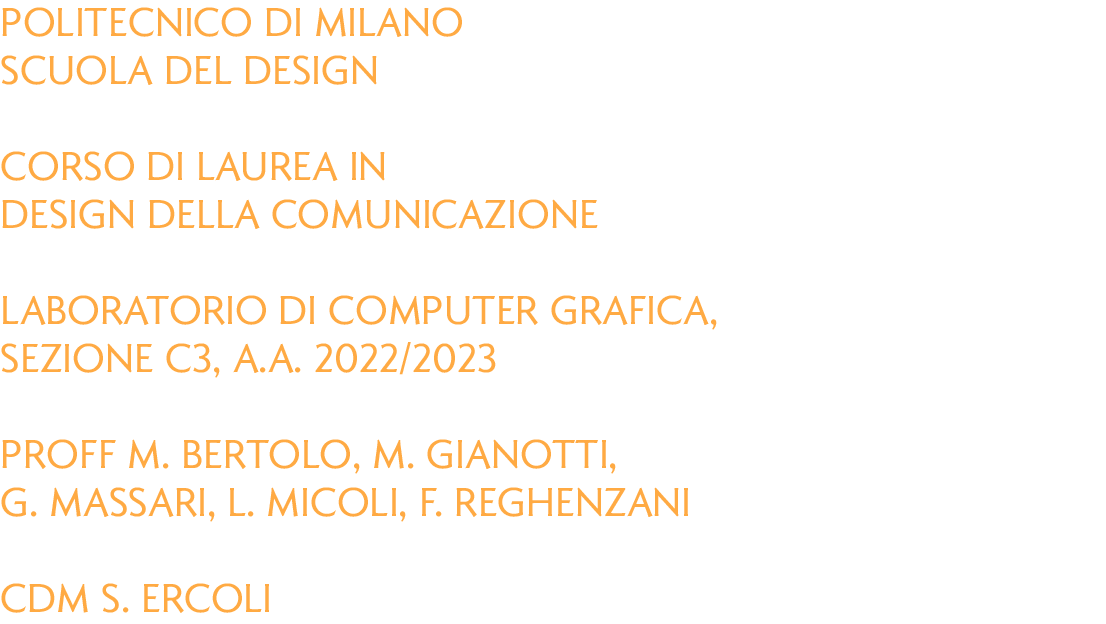 POLITECNICO DI MILANO
SCUOLA DEL DESIGN
CORSO DI LAUREA IN
DESIGN DELLA COMUNICAZIONE
LABORATORIO DI COMPUTER GRAFICA,
SEZIONE C3, A.A. 2022/2023
PROFF M. BERTOLO, M. GIANOTTI,
G. MASSARI, L. MICOLI, F. REGHENZANI
CDM S. ERCOLI